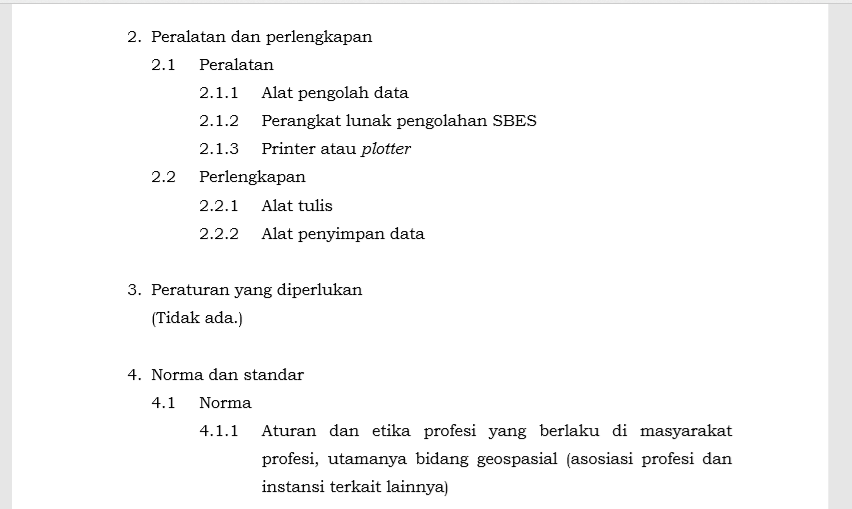 2. Peralatan dan perlengkapan
2.1 Peralatan
2.1.1 Alat pengolah data
2.1.2 Perangkat lunak pengolahan SBES
2.1.3 Printer atau plotter
2.2 Perlengkapan
2.2.1 Alat tulis
2.2.2 Alat penyimpan data
3. Peraturan yang diperlukan
(Tidak ada.)
4. Norma dan standar
4.1 Norma
4.1.1 Aturan dan etika profesi yang berlaku di masyarakat
profesi, utamanya bidang geospasial (asosiasi profesi dan
instansi terkait lainnya)